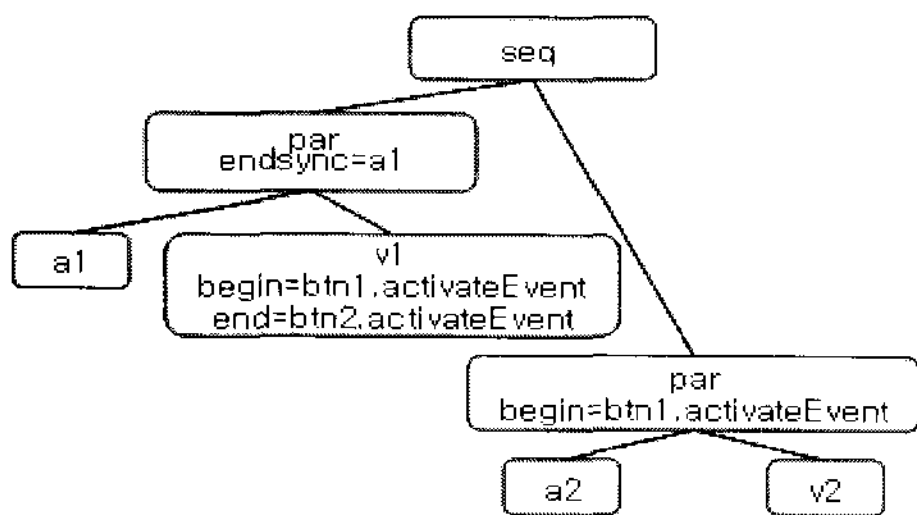 seq
par
endsync=a1
a1
v1
begin=btn1.activateEvent
end=btn2.activateEvent
par
begin=btn1.activateEvent
a2
v2